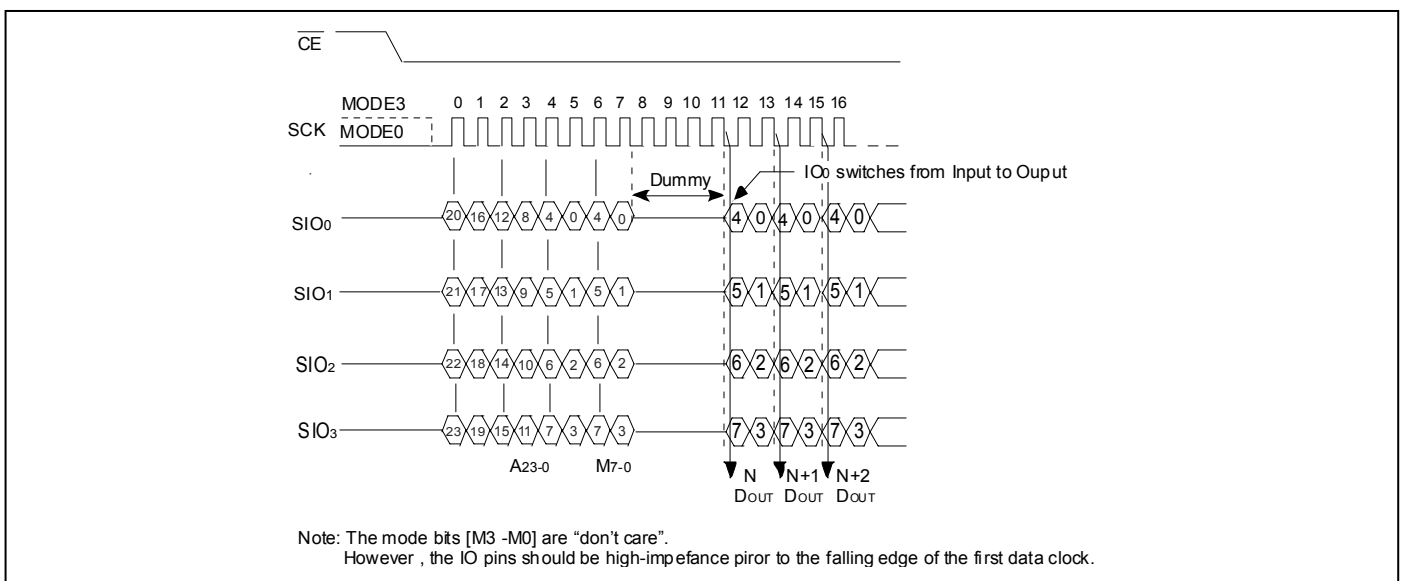 CE
MODE3 0 1 2 3 4 5 6 7 8 9 10 11 12 13 14 15 16
SCK MODE0
Dummy IO0 switches from Input to Ouput
SIO0 20 16 12 8 4 0 4 0 4 0 4 0 4 0
SIO1 21 17 13 9 5 1 5 1 5 1 5 1 5 1
SIO2 22 18 14 10 6 2 6 2 6 2 6 2 6 2
SIO3 23 19 15 11 7 3 7 3 7 3 7 3 7 3
A23-0 M7-0 N N+1 N+2
DOUT DOUT DOUT
Note: The mode bits [M3 -M0] are “don’t care”.
However , the IO pins should be high-impefance piror to the falling edge of the first data clock.